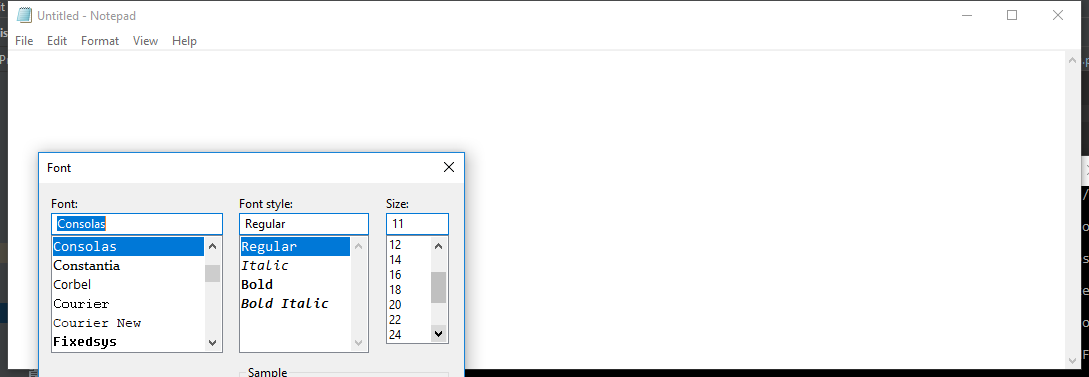 Untitled - Notepad
File Edit Format View Help
Font
Font: Font style: Size:
Consolas Regular 11
Consolas Regular 12
Constantia Italic 14
Corbel Bold 16
Courier Bold Italic 18
Courier New 20
Fixedsys 22
24
Sample